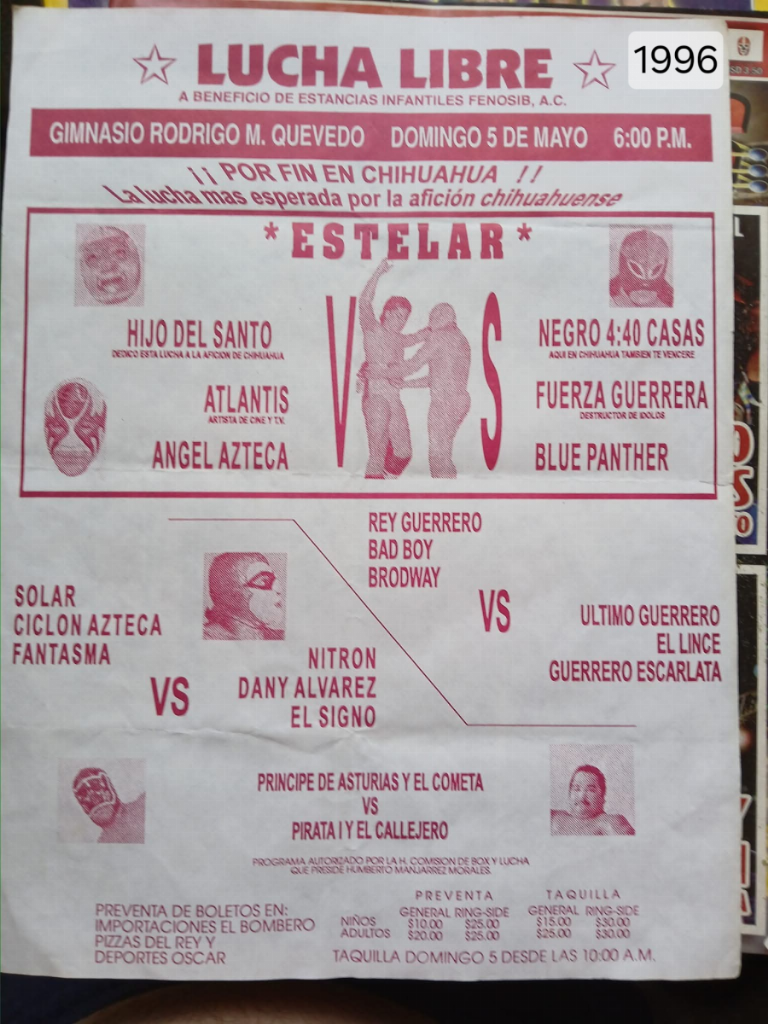 1996
LUCHA LIBRE
A BENEFICIO DE ESTANCIAS INFANTILES FENOSIB, A.C.
GIMNASIO RODRIGO M. QUEVEDO DOMINGO 5 DE MAYO 6:00 P.M.
¡¡ POR FIN EN CHIHUAHUA !!
La lucha mas esperada por la afición chihuahuense
* ESTELAR *
HIJO DEL SANTO
DEDICO ESTA LUCHA A LA AFICION DE CHIHUAHUA
ATLANTIS
ARTISTA DE CINE Y T.V.
ANGEL AZTECA
VS
NEGRO 4:40 CASAS
AQUI EN CHIHUAHUA TAMBIEN TE VENCERE
FUERZA GUERRERA
DESTRUCTOR DE IDOLOS
BLUE PANTHER
REY GUERRERO
BAD BOY
BRODWAY
VS
ULTIMO GUERRERO
EL LINCE
GUERRERO ESCARLATA
SOLAR
CICLON AZTECA
FANTASMA
VS
NITRON
DANY ALVAREZ
EL SIGNO
PRINCIPE DE ASTURIAS Y EL COMETA
VS
PIRATA I Y EL CALLEJERO
PROGRAMA AUTORIZADO POR LA H. COMISION DE BOX Y LUCHA
QUE PRESIDE HUMBERTO MANJARREZ MORALES.
PREVENTA DE BOLETOS EN:
IMPORTACIONES EL BOMBERO
PIZZAS DEL REY Y
DEPORTES OSCAR
PREVENTA TAQUILLA
GENERAL RING-SIDE GENERAL RING-SIDE
NIÑOS $10.00 $25.00 $15.00 $30.00
ADULTOS $20.00 $25.00 $25.00 $30.00
TAQUILLA DOMINGO 5 DESDE LAS 10:00 A.M.